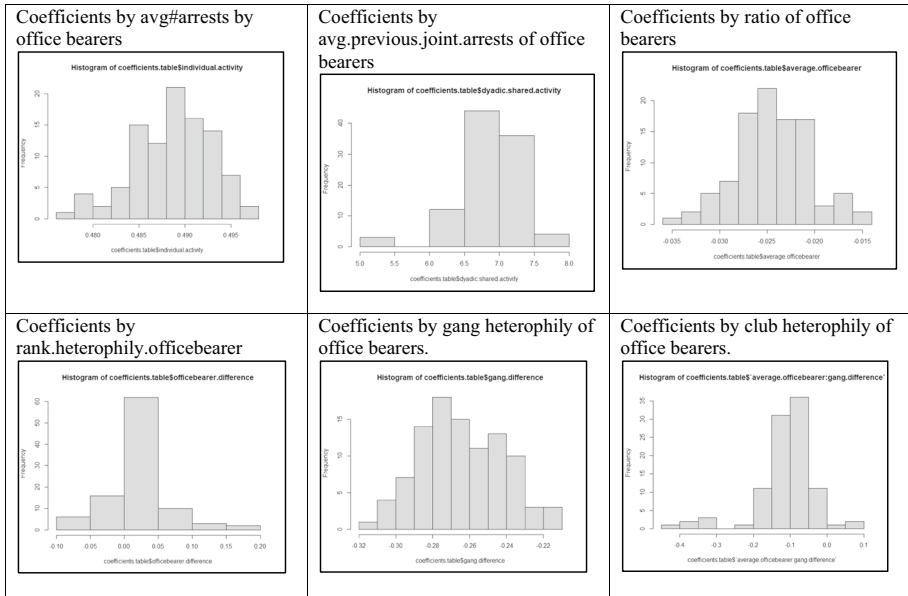 Coefficients by avg#arrests by
office bearers
Histogram of coefficients.table$individual.activity
Frequency
20
15
10
5
0
0.480 0.485 0.490 0.495
coefficients.table$individual.activity
Coefficients by
avg.previous.joint.arrests of office
bearers
Histogram of coefficients.table$dyadic.shared.activity
Frequency
40
30
20
10
0
5.0 5.5 6.0 6.5 7.0 7.5 8.0
coefficients.table$dyadic.shared.activity
Coefficients by ratio of office
bearers
Histogram of coefficients.table$average.officebearer
Frequency
20
15
10
5
0
-0.035 -0.030 -0.025 -0.020 -0.015
coefficients.table$average.officebearer
Coefficients by
rank.heterophily.officebearer
Histogram of coefficients.table$officebearer.difference
Frequency
60
50
40
30
20
10
0
-0.10 -0.05 0.00 0.05 0.10 0.15 0.20
coefficients.table$officebearer.difference
Coefficients by gang heterophily of
office bearers.
Histogram of coefficients.table$gang.difference
Frequency
15
10
5
0
-0.32 -0.30 -0.28 -0.26 -0.24 -0.22
coefficients.table$gang.difference
Coefficients by club heterophily of
office bearers.
Histogram of coefficients.table$`average.officebearer:gang.difference`
Frequency
35
30
25
20
15
10
5
0
-0.4 -0.3 -0.2 -0.1 0.0 0.1
coefficients.table$`average.officebearer:gang.difference`